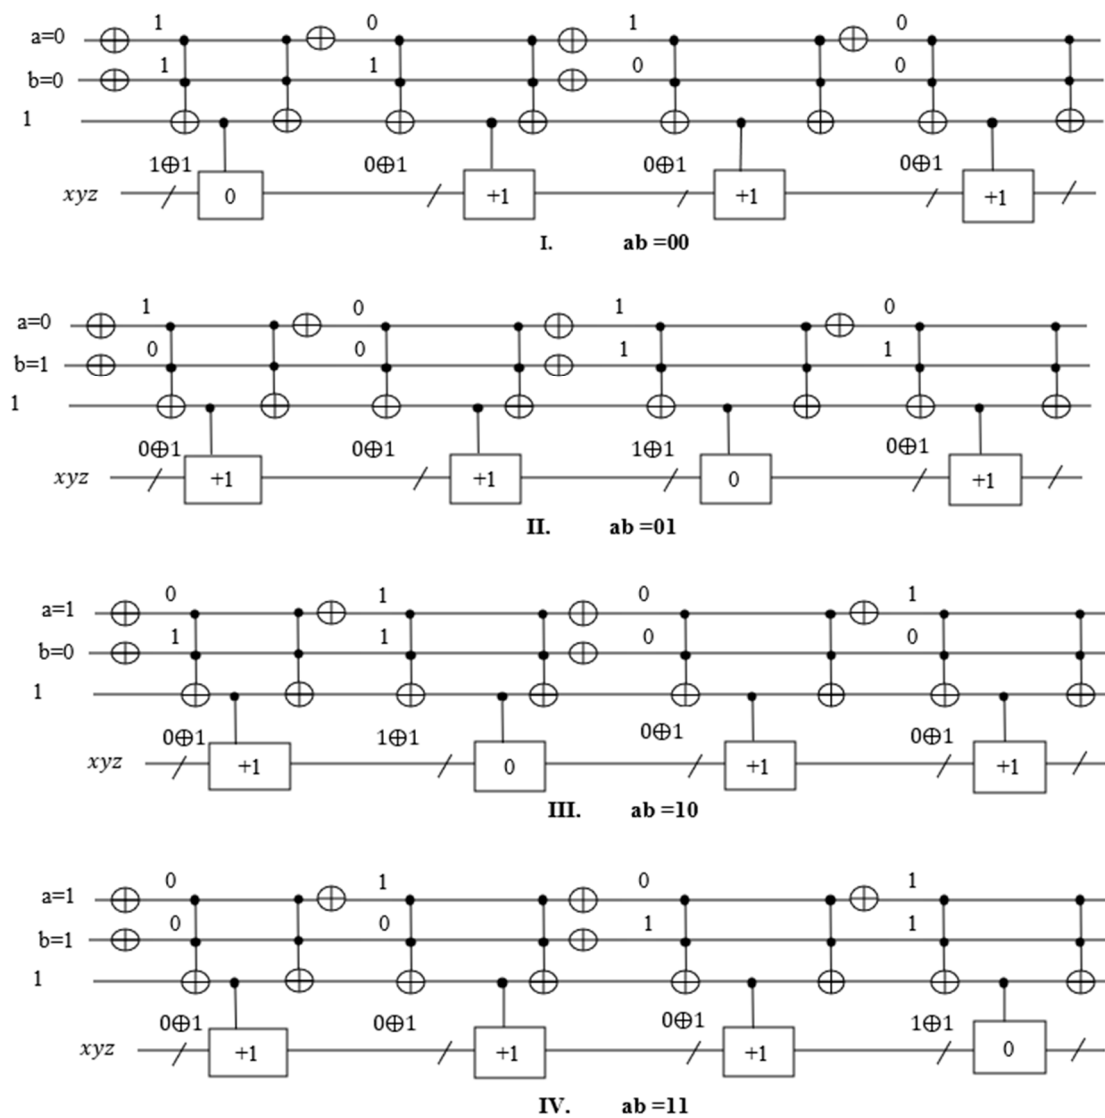 1 0 1 0
a=0
1 1 0 0
b=0
1
1⊕1 0⊕1 0⊕1 0⊕1
xyz 0 +1 +1 +1
I. ab =00
1 0 1 0
a=0
0 0 1 1
b=1
1
0⊕1 0⊕1 1⊕1 0⊕1
xyz +1 +1 0 +1
II. ab =01
0 1 0 1
a=1
1 1 0 0
b=0
1
0⊕1 1⊕1 0⊕1 0⊕1
xyz +1 0 +1 +1
III. ab =10
0 1 0 1
a=1
0 0 1 1
b=1
1
0⊕1 0⊕1 0⊕1 1⊕1
xyz +1 +1 +1 0
IV. ab =11